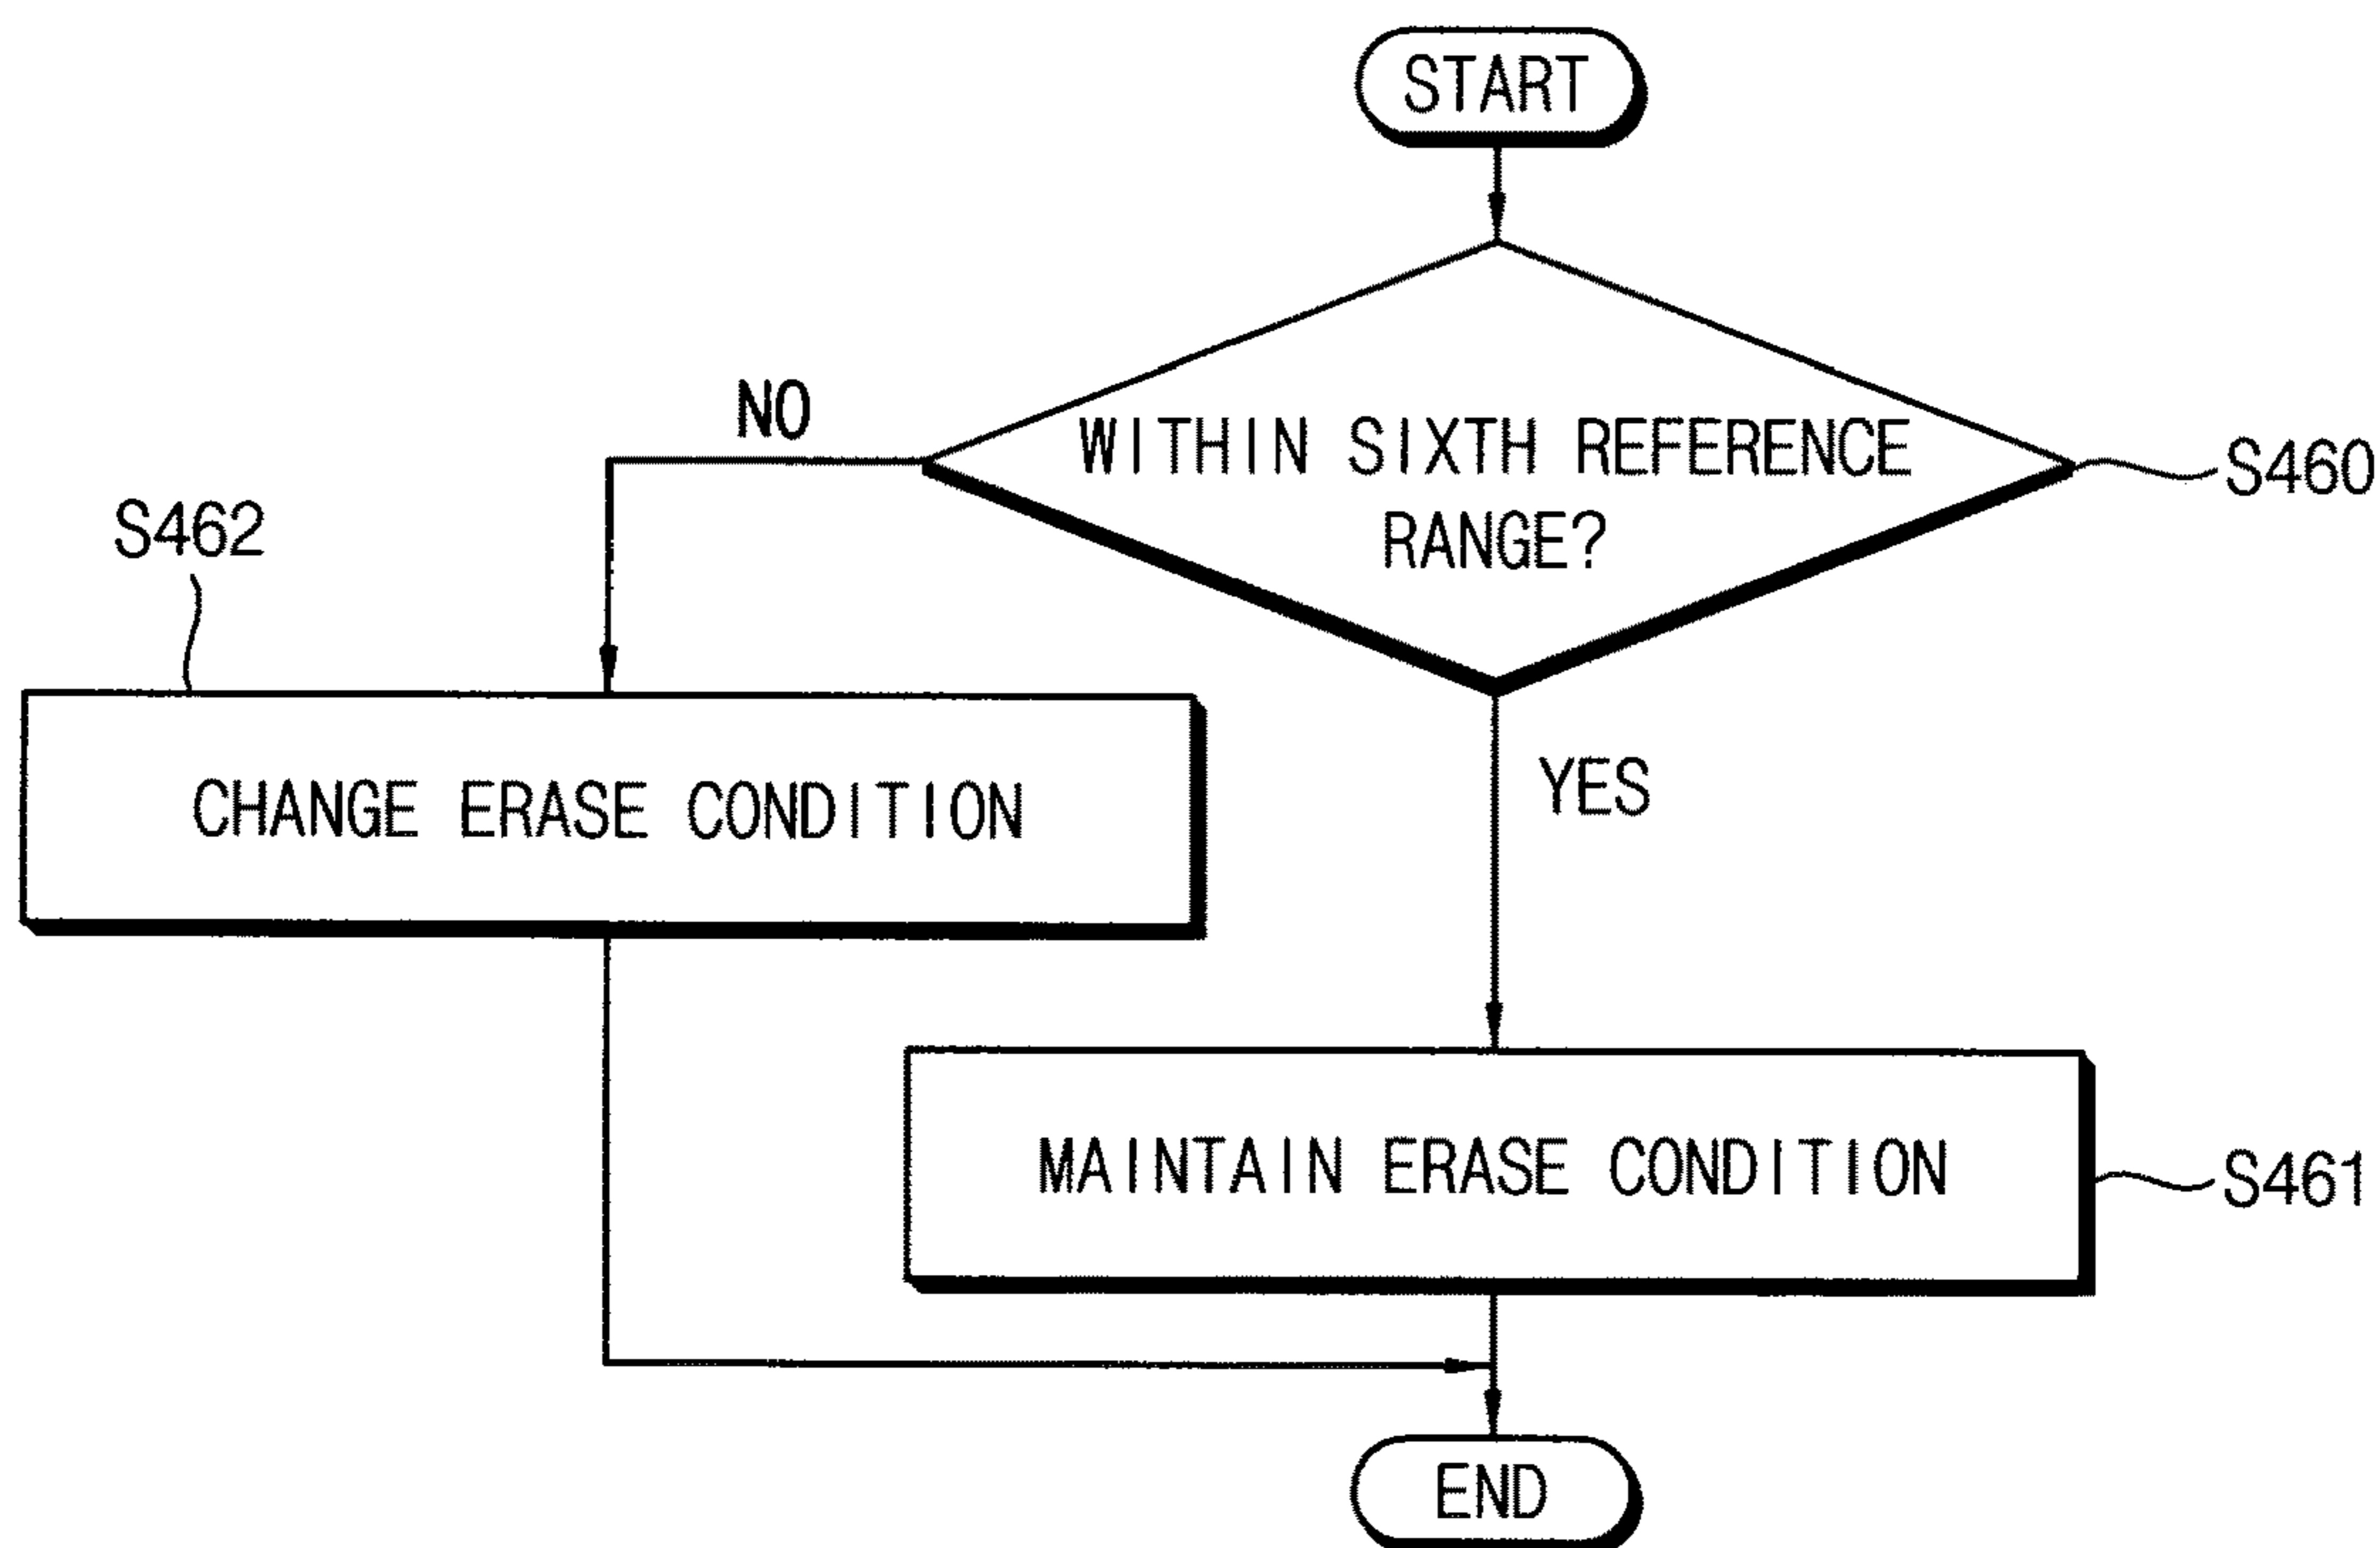 START
NO
WITHIN SIXTH REFERENCE
RANGE?
S460
S462
CHANGE ERASE CONDITION
YES
MAINTAIN ERASE CONDITION
S461
END